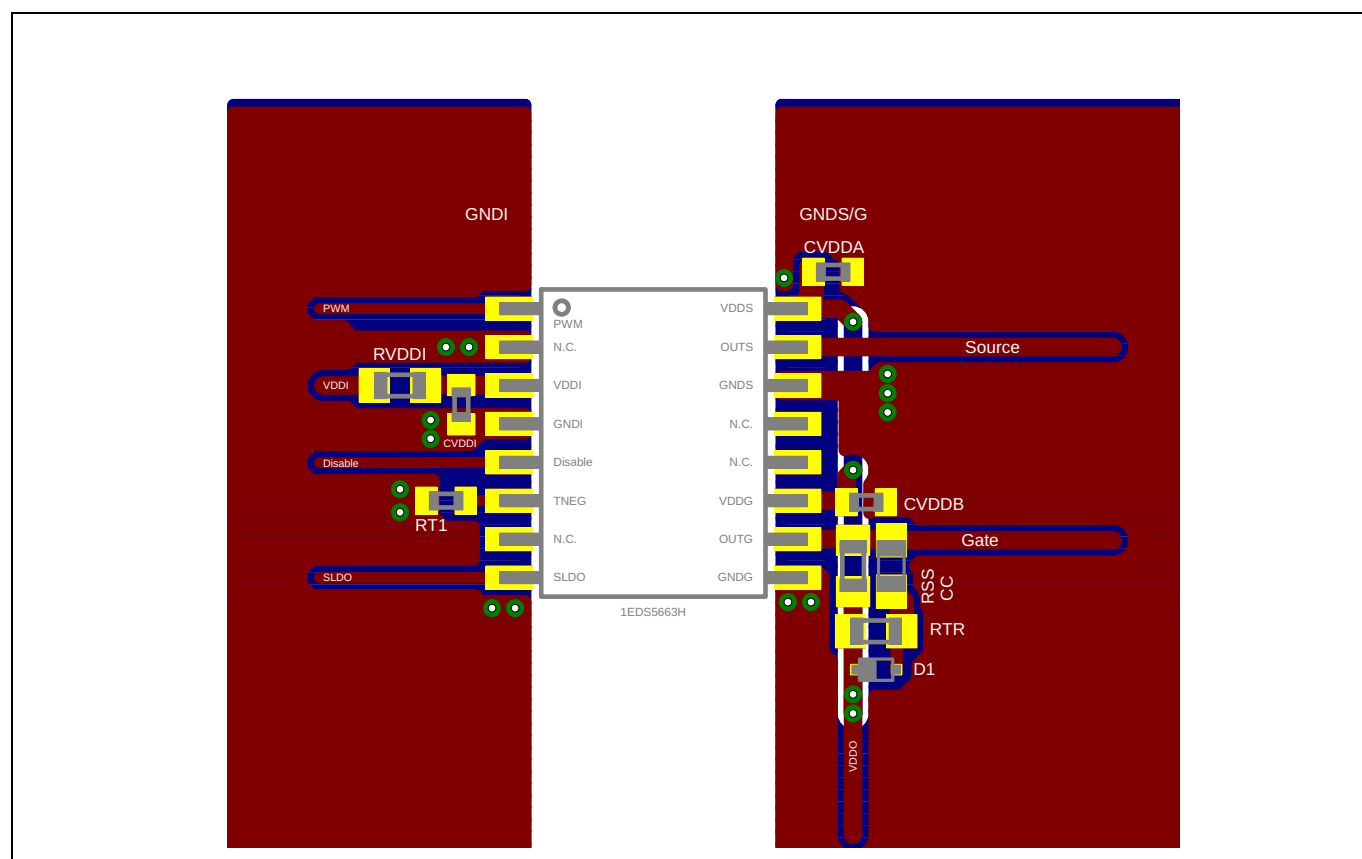 GNDI
GNDS/G
CVDDA
PWM
PWM
VDDS
N.C.
OUTS
Source
RVDDI
VDDI
VDDI
GNDS
GNDI
N.C.
CVDDI
Disable
Disable
N.C.
TNEG
VDDG
CVDDB
RT1
N.C.
OUTG
Gate
SLDO
SLDO
GNDG
RSS
CC
1EDS5663H
RTR
D1
VDDO